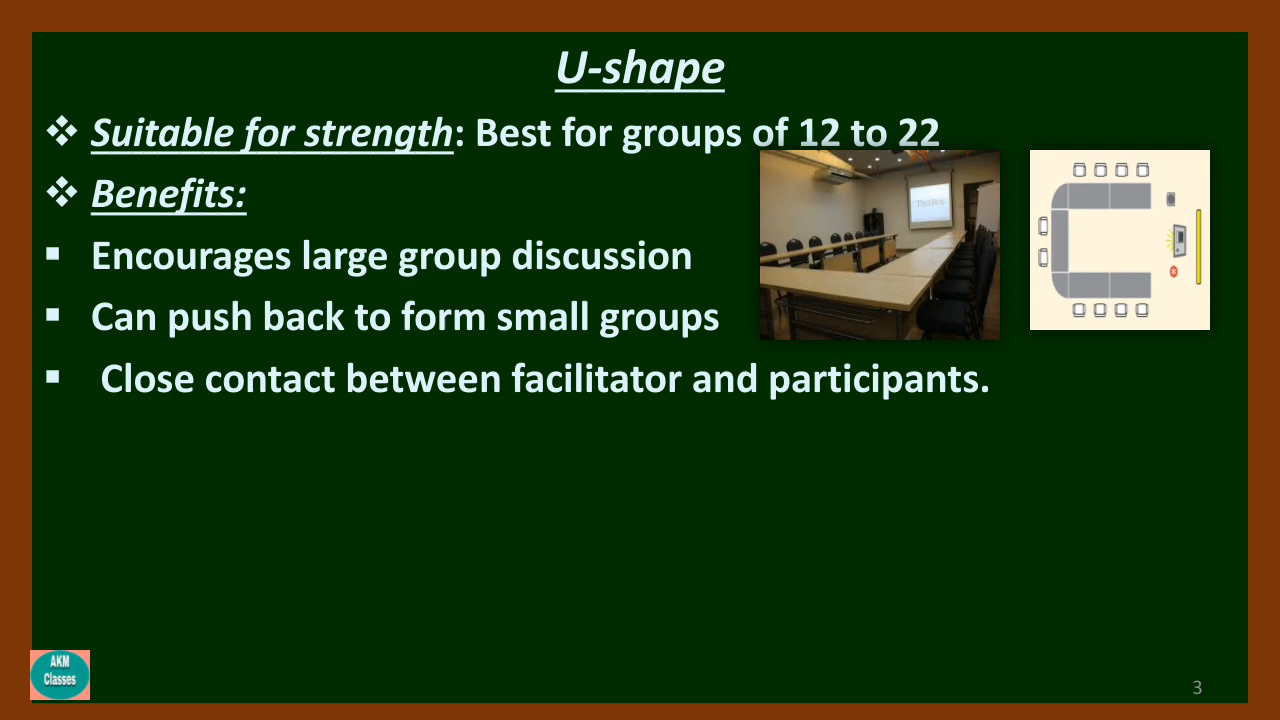 U-shape
❖ Suitable for strength: Best for groups of 12 to 22
❖ Benefits:
▪ Encourages large group discussion
▪ Can push back to form small groups
▪ Close contact between facilitator and participants.
AKM
Classes
3